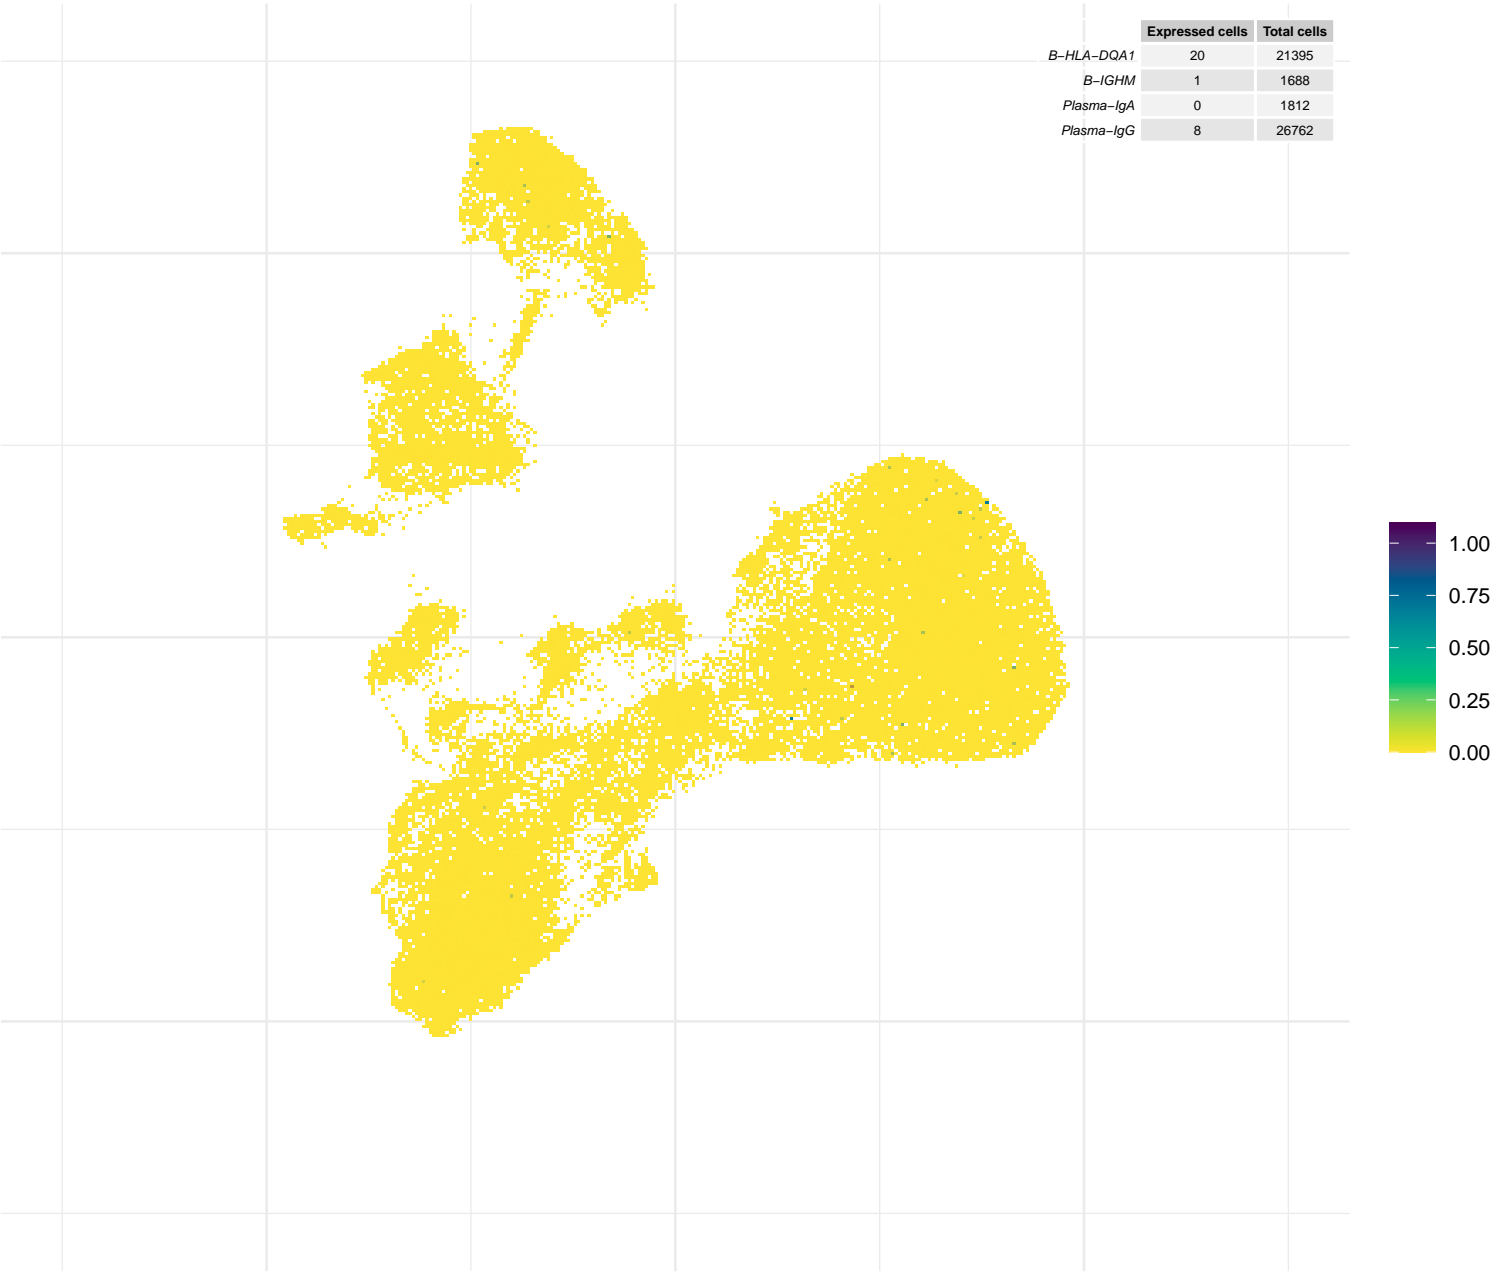 Expressed cells Total cells
B−HLA−DQA1 20 21395
B−IGHM 1 1688
Plasma−IgA 0 1812
Plasma−IgG 8 26762
1.00
0.75
0.50
0.25
0.00